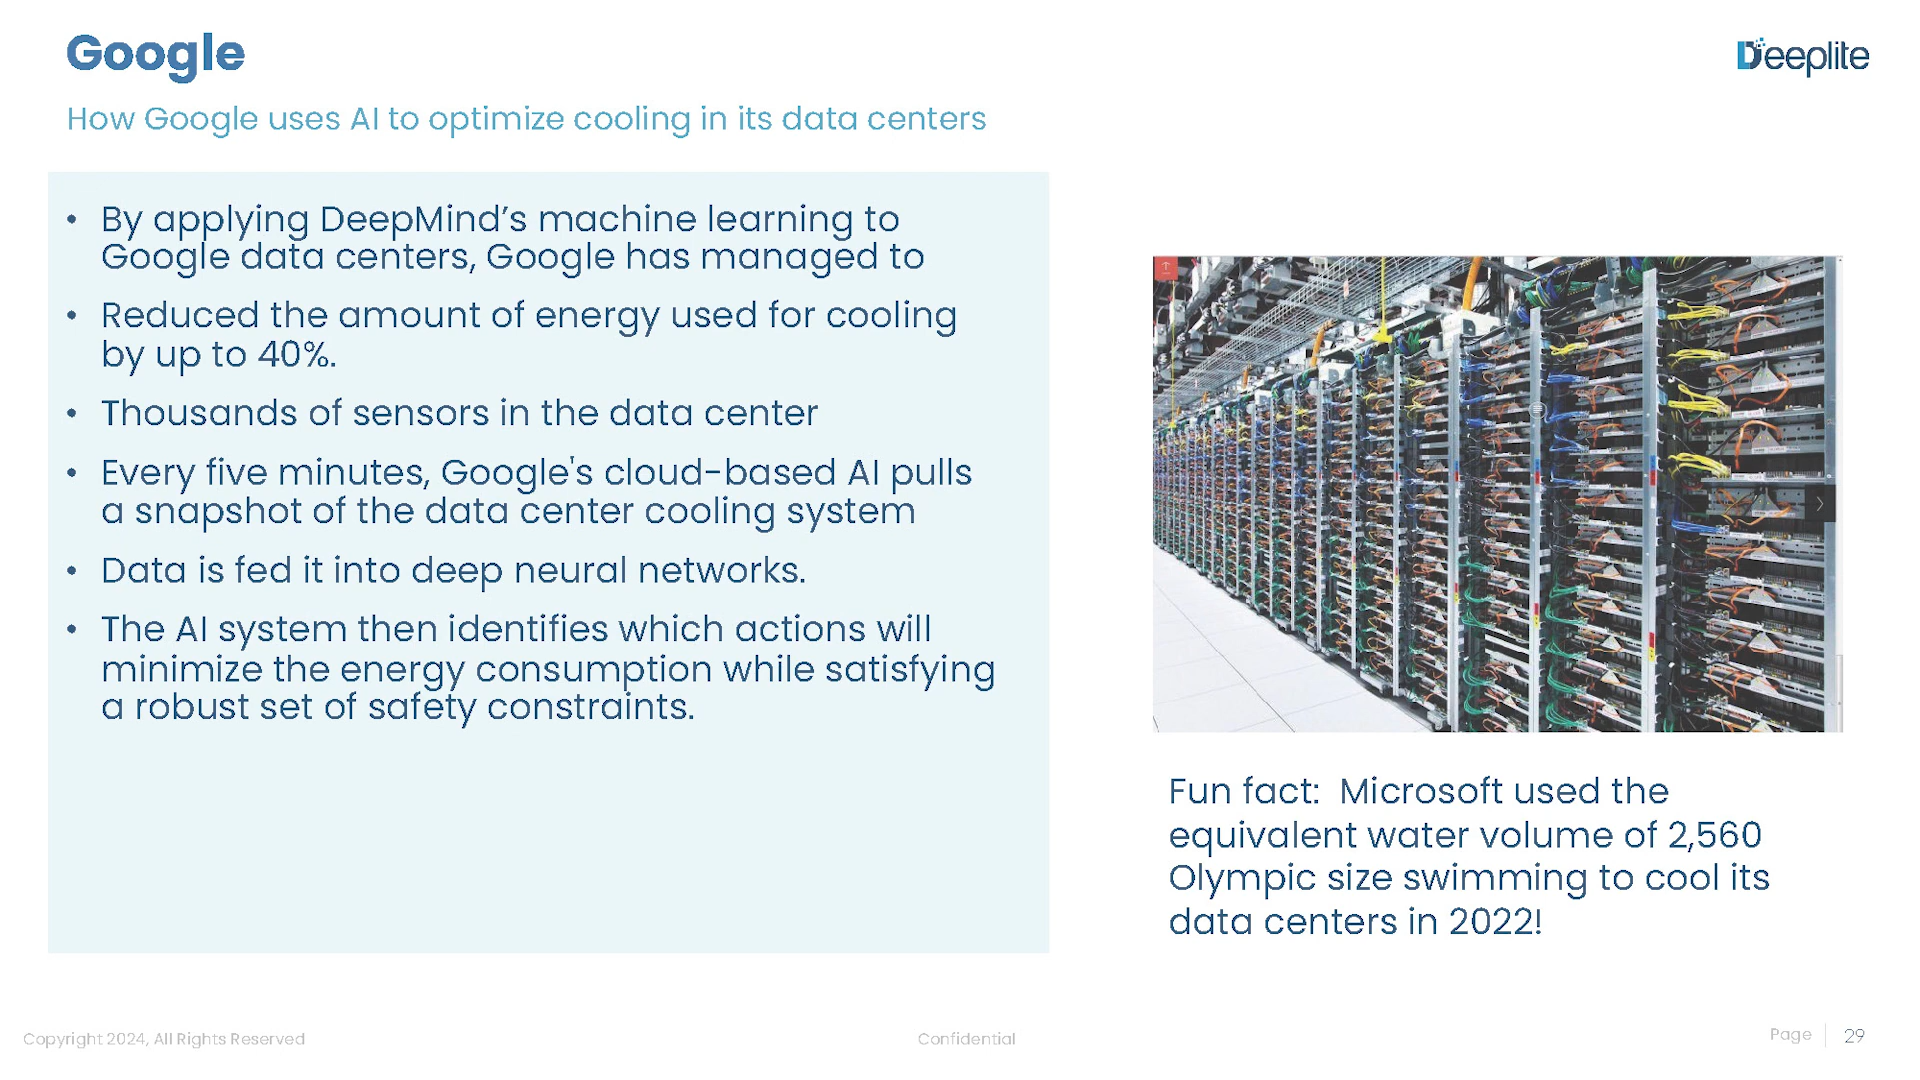 Google
Deeplite
How Google uses AI to optimize cooling in its data centers
• By applying DeepMind’s machine learning to
Google data centers, Google has managed to
• Reduced the amount of energy used for cooling
by up to 40%.
• Thousands of sensors in the data center
• Every five minutes, Google's cloud-based AI pulls
a snapshot of the data center cooling system
• Data is fed it into deep neural networks.
• The AI system then identifies which actions will
minimize the energy consumption while satisfying
a robust set of safety constraints.
Fun fact:  Microsoft used the
equivalent water volume of 2,560
Olympic size swimming to cool its
data centers in 2022!
Copyright 2024, All Rights Reserved
Confidential
Page
29